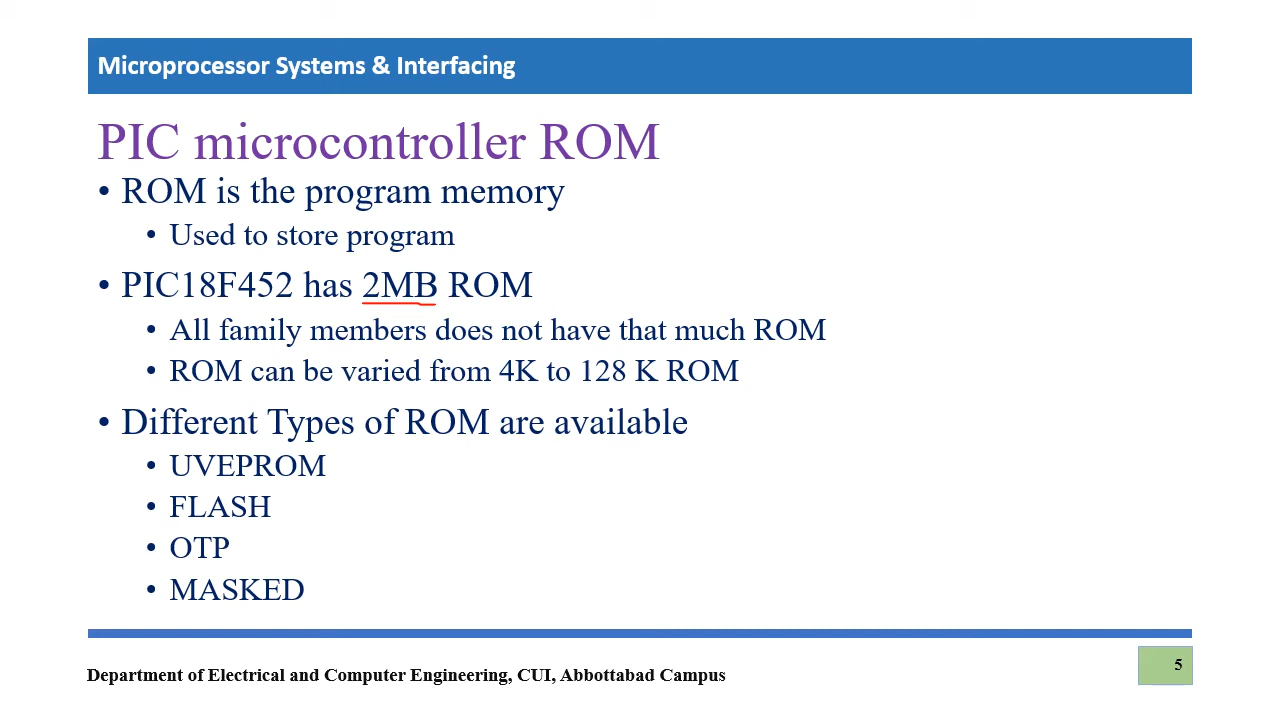 Microprocessor Systems & Interfacing
PIC microcontroller ROM
• ROM is the program memory
• Used to store program
• PIC18F452 has 2MB ROM
• All family members does not have that much ROM
• ROM can be varied from 4K to 128 K ROM
• Different Types of ROM are available
• UVEPROM
• FLASH
• OTP
• MASKED
Department of Electrical and Computer Engineering, CUI, Abbottabad Campus
5